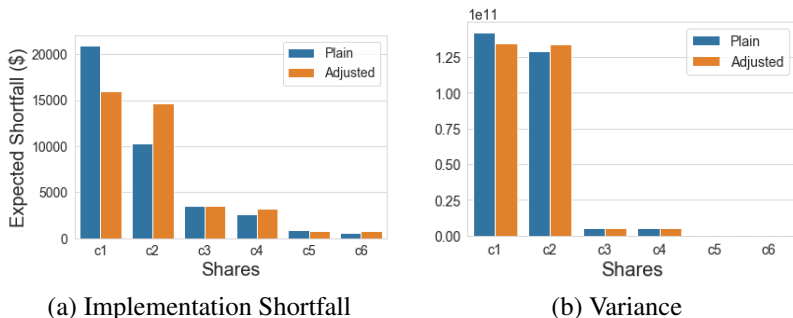 Expected Shortfall ($)
20000
15000
10000
5000
0
Plain
Adjusted
c1 c2 c3 c4 c5 c6
Shares
(a) Implementation Shortfall
1e11
1.25
1.00
0.75
0.50
0.25
0.00
Plain
Adjusted
c1 c2 c3 c4 c5 c6
Shares
(b) Variance